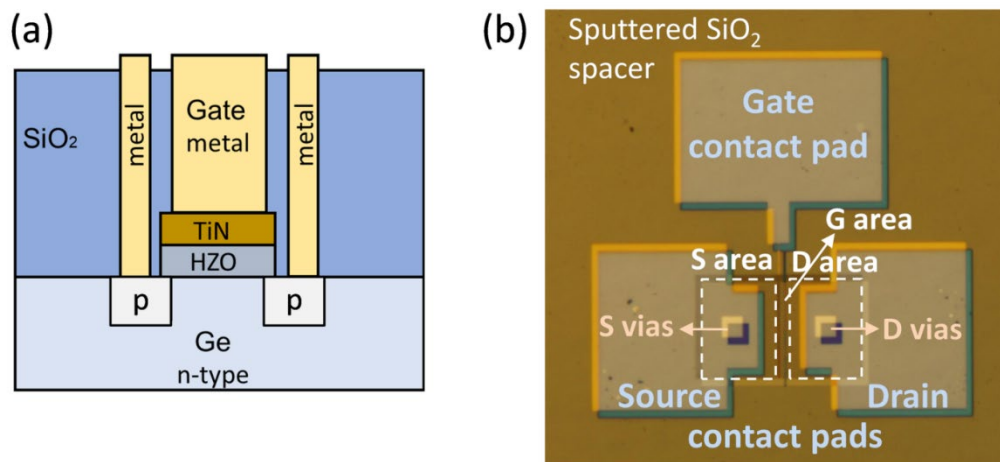 (a)
SiO₂
metal
Gate
metal
metal
TiN
HZO
p
p
Ge
n-type
(b)
Sputtered SiO₂
spacer
Gate
contact pad
G area
S area
D area
S vias
D vias
Source
Drain
contact pads